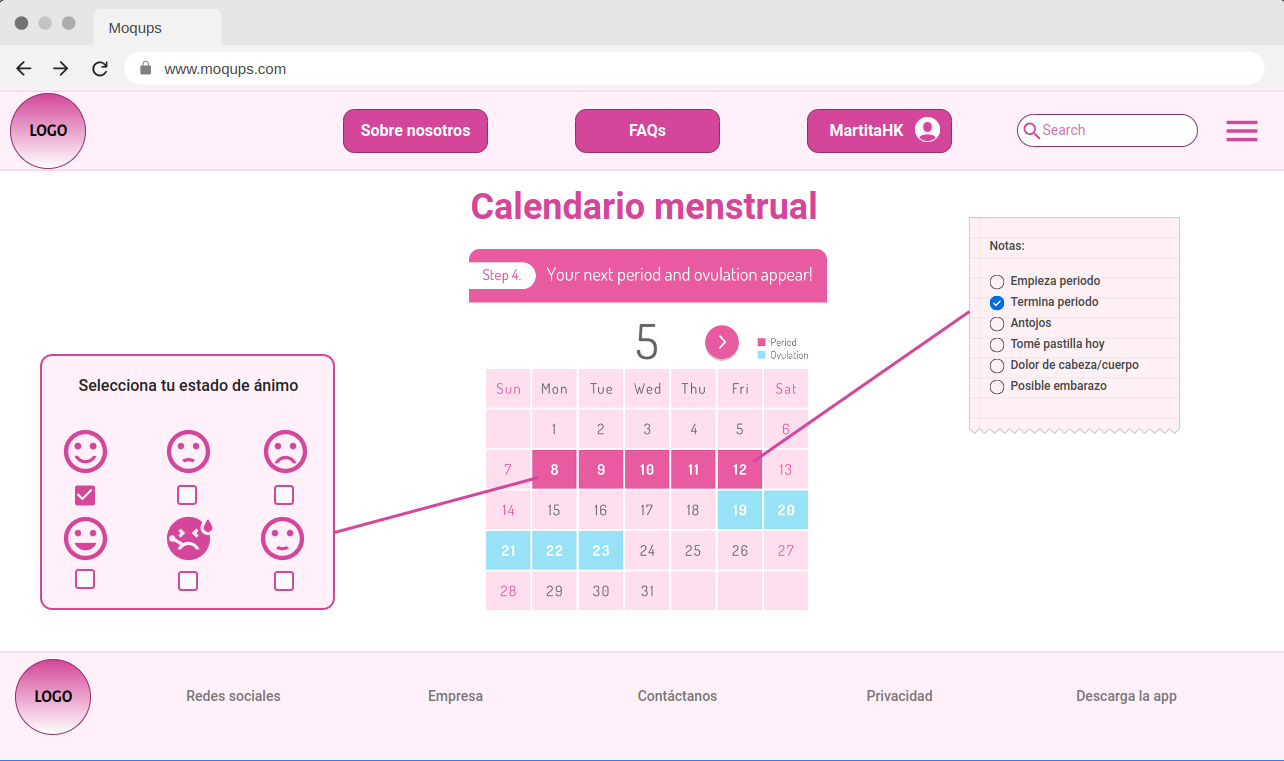 Moqups
www.moqups.com
LOGO
Sobre nosotros
FAQs
MartitaHK
Search
Calendario menstrual
Step 4. Your next period and ovulation appear!
5
Period
Ovulation
Sun Mon Tue Wed Thu Fri Sat
1 2 3 4 5 6
7 8 9 10 11 12 13
14 15 16 17 18 19 20
21 22 23 24 25 26 27
28 29 30 31
Selecciona tu estado de ánimo
Notas:
Empieza periodo
Termina periodo
Antojos
Tomé pastilla hoy
Dolor de cabeza/cuerpo
Posible embarazo
LOGO
Redes sociales
Empresa
Contáctanos
Privacidad
Descarga la app